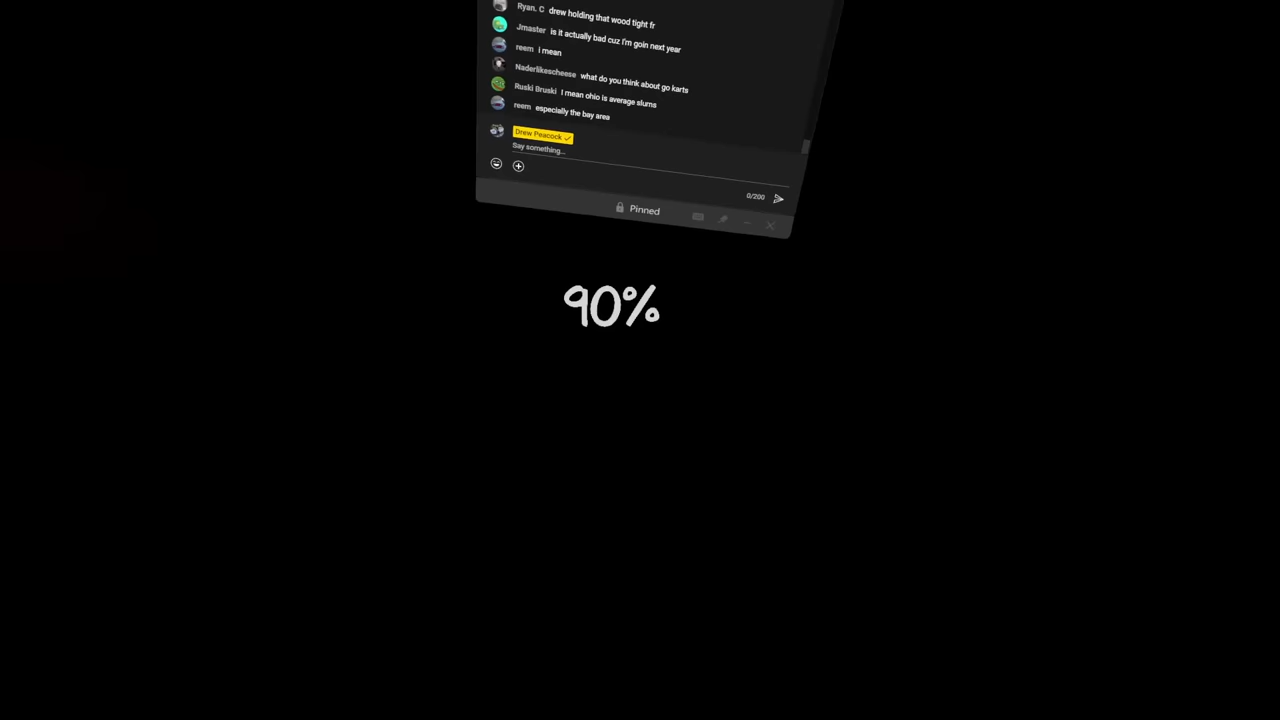 Ryan. C drew holding that wood tight fr
Jmaster is it actually bad cuz I'm goin next year
reem i mean
Naderlikescheese what do you think about go karts
Ruski Bruski I mean ohio is average slums
reem especially the bay area
Drew Peacock
Say something...
0/200
Pinned
90%